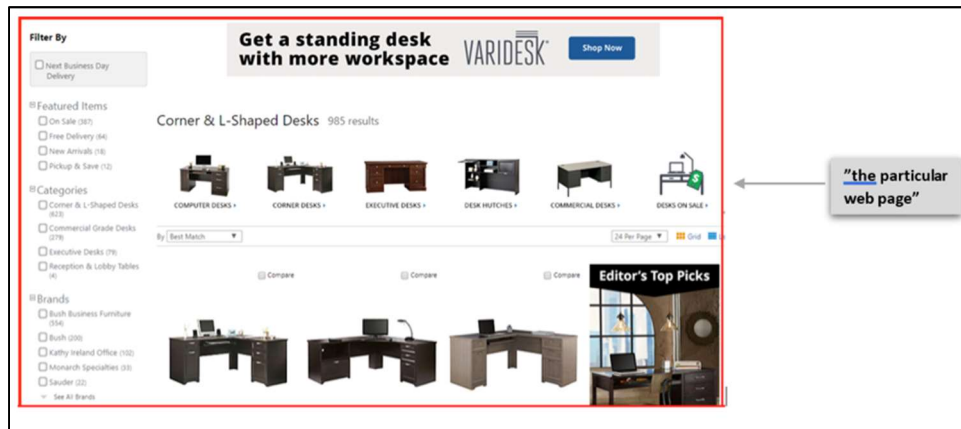 Filter By
Next Business Day
Delivery
Featured Items
On Sale (387)
Free Delivery (64)
New Arrivals (18)
Pickup & Save (12)
Categories
Corner & L-Shaped Desks
(623)
Commercial Grade Desks
(279)
Executive Desks (79)
Reception & Lobby Tables
(4)
Brands
Bush Business Furniture
(554)
Bush (200)
Kathy Ireland Office (102)
Monarch Specialties (33)
Sauder (22)
See All Brands
Get a standing desk
with more workspace
VARIDESK
Shop Now
Corner & L-Shaped Desks 985 results
COMPUTER DESKS
CORNER DESKS
EXECUTIVE DESKS
DESK HUTCHES
COMMERCIAL DESKS
DESKS ON SALE
By Best Match
24 Per Page
Grid
Compare
Compare
Compare
Editor's Top Picks
"the particular
web page"